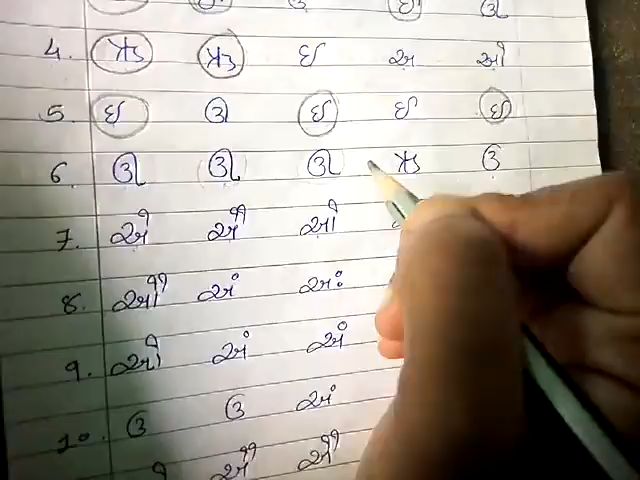 4. ઋ ઋ ઈ અ ઓ
5. ઈ ઉ ઈ ઈ ઈ
6. ઊ ઊ ઊ ઋ ઉ
7. એ ઐ ઓ
8. ઔ અં અઃ
9. ઓ અં અં
10. ઉ ઉ અં
ઐ ઐ